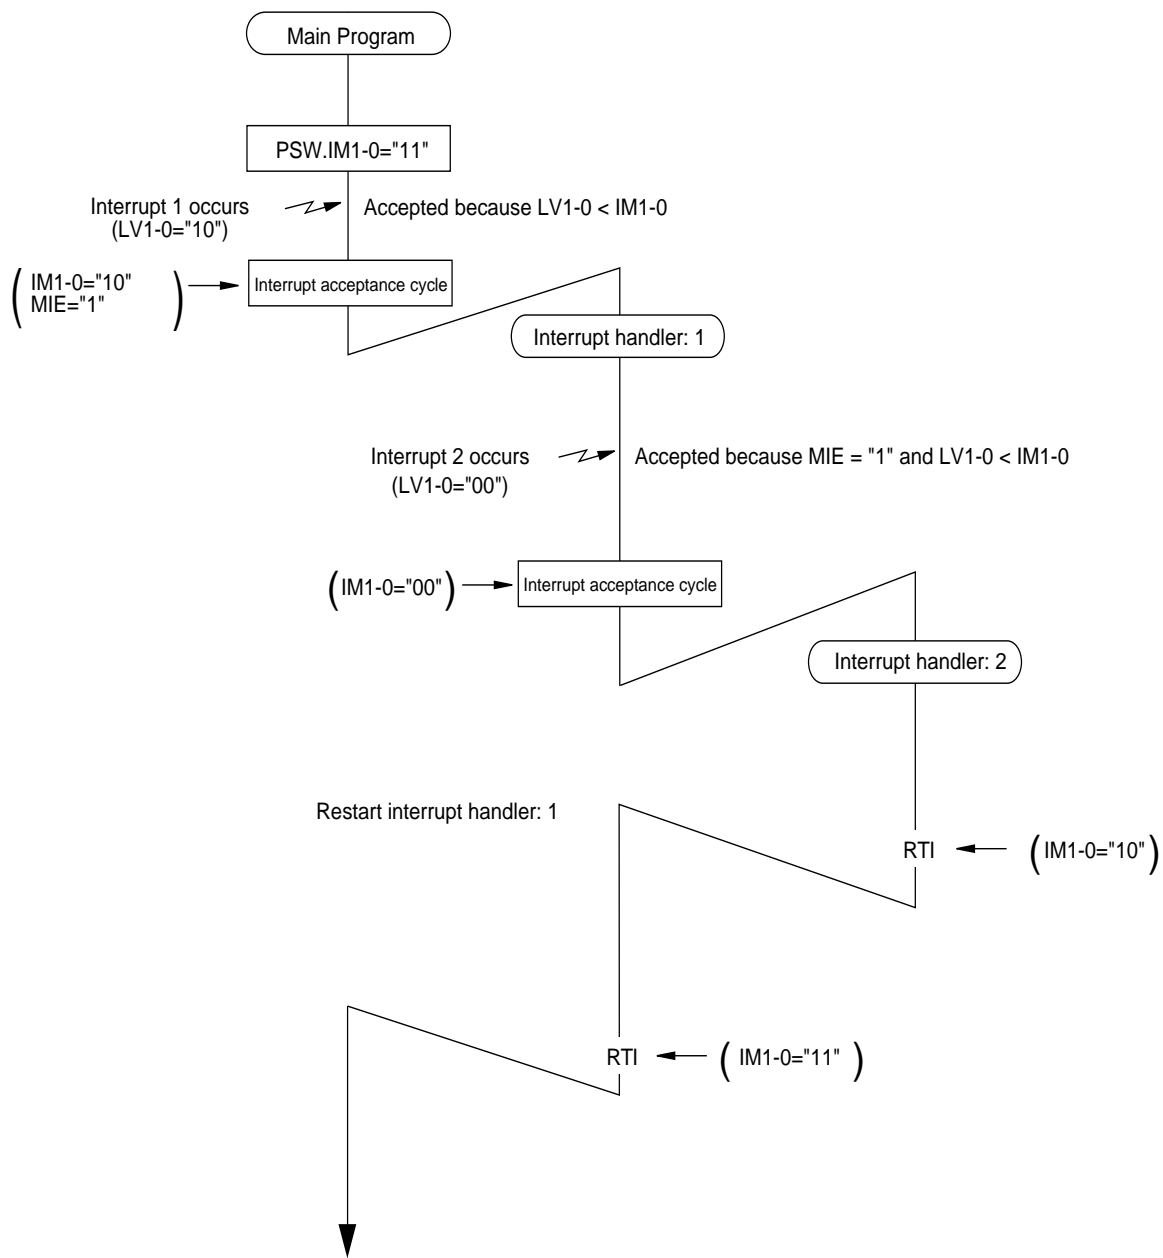 Main Program
PSW.IM1-0="11"
Interrupt 1 occurs
(LV1-0="10")
Accepted because LV1-0 < IM1-0
(IM1-0="10"
MIE="1")
Interrupt acceptance cycle
Interrupt handler: 1
Interrupt 2 occurs
(LV1-0="00")
Accepted because MIE = "1" and LV1-0 < IM1-0
(IM1-0="00")
Interrupt acceptance cycle
Interrupt handler: 2
Restart interrupt handler: 1
RTI
(IM1-0="10")
RTI
( IM1-0="11" )